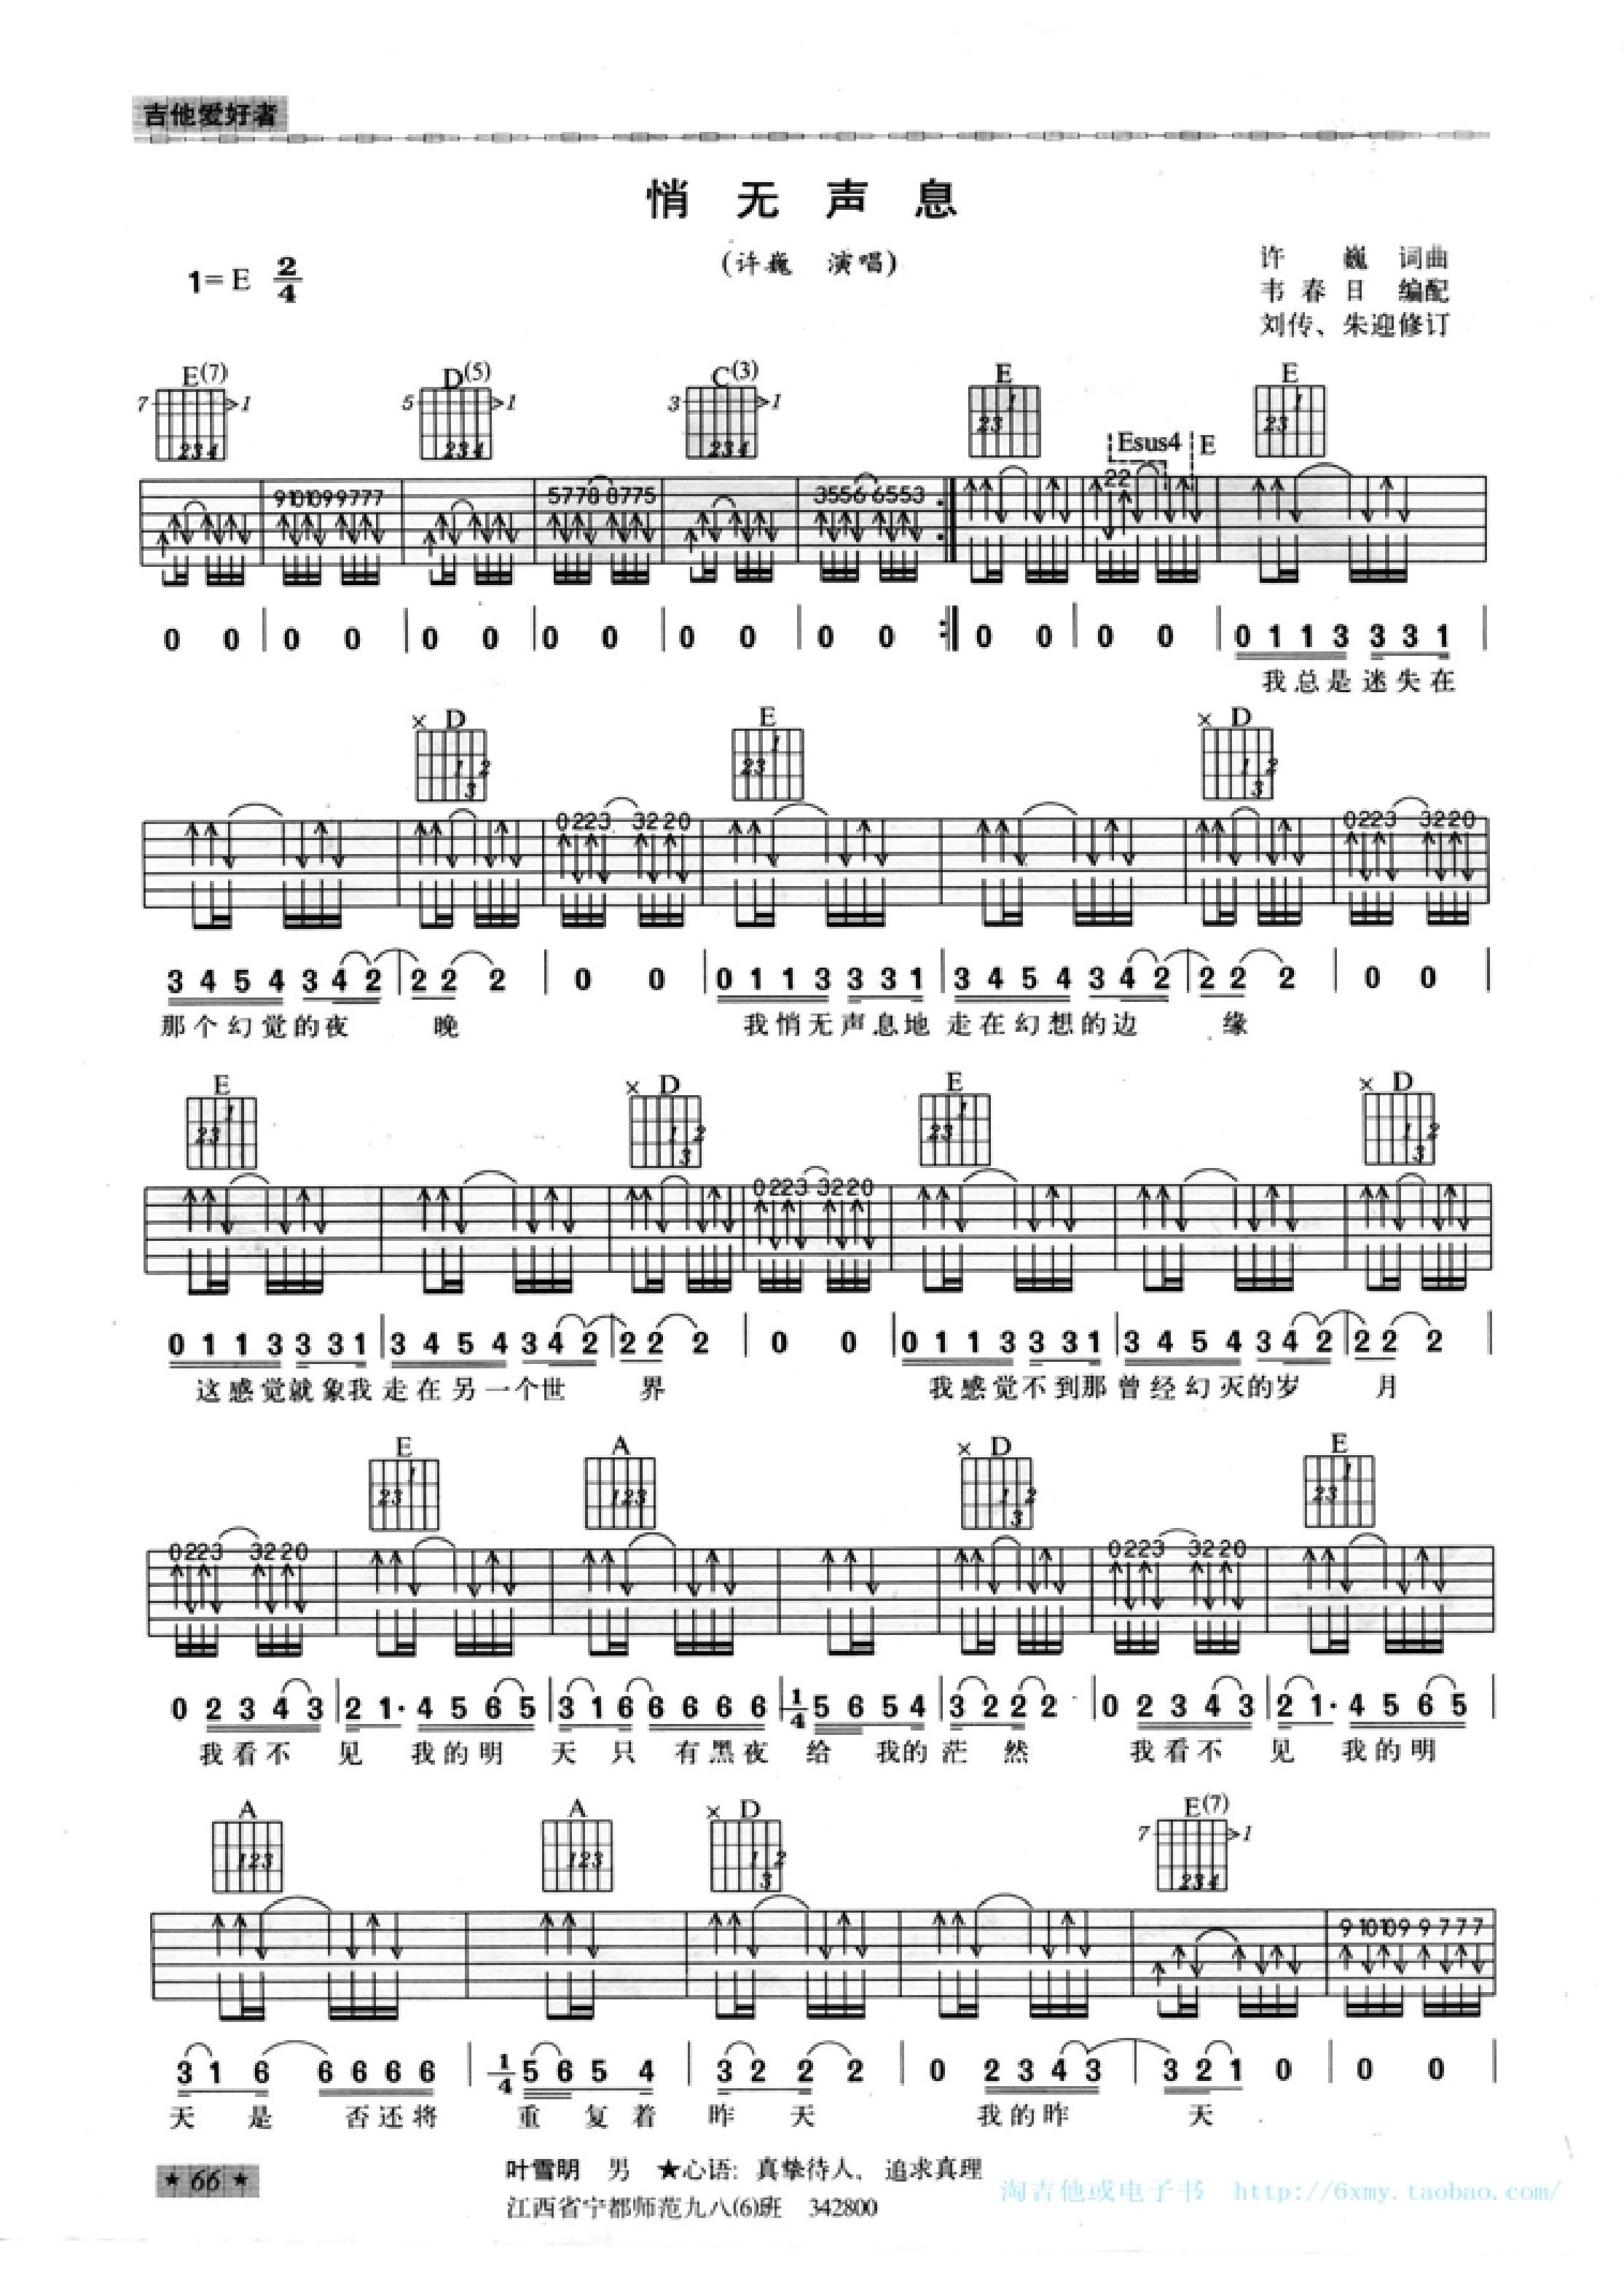 吉他爱好者
悄无声息
(许巍 演唱)
1=E 2/4
许 巍 词曲
韦春日 编配
刘传、朱迎修订
E(7) D(5) C(3) E E
7 1 5 1 3 1 23 1 23 1
234 234 234 Esus4 E
9101099777 5778 8775 3556 6553 22
0 0 | 0 0 | 0 0 | 0 0 | 0 0 | 0 0 :| 0 0 | 0 0 | 0 1 1 3 3 3 1 |
我总是迷失在
× D E × D
0223 3220 0223 3220
3 4 5 4 3 4 2 | 2 2 2 | 0 0 | 0 1 1 3 3 3 1 | 3 4 5 4 3 4 2 | 2 2 2 | 0 0 |
那个幻觉的夜 晚 我悄无声息地 走在幻想的边 缘
E × D E × D
0223 3220
0 1 1 3 3 3 1 | 3 4 5 4 3 4 2 | 2 2 2 | 0 0 | 0 1 1 3 3 3 1 | 3 4 5 4 3 4 2 | 2 2 2 |
这感觉就象我 走在另一个世 界 我感觉不到那 曾经幻灭的岁 月
E A × D E
0223 3220 0223 3220
0 2 3 4 3 | 2 1· 4 5 6 5 | 3 1 6 6 6 6 6 | 1/4 5 6 5 4 | 3 2 2 2 | 0 2 3 4 3 | 2 1· 4 5 6 5 |
我看不 见 我的明 天 只 有黑夜 给 我的 茫 然 我看不 见 我的明
A A × D E(7)
9101099777
3 1 6 6 6 6 6 | 1/4 5 6 5 4 | 3 2 2 2 | 0 2 3 4 3 | 3 2 1 0 | 0 0 |
天 是 否还将 重 复着 昨 天 我的昨 天
★66★
叶雪明 男 ★心语：真挚待人，追求真理
江西省宁都师范九八(6)班 342800
淘吉他或电子书 http://6xmy.taobao.com/